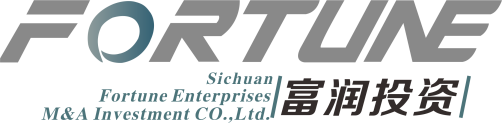 FORTUNE
Sichuan
Fortune Enterprises
M&A Investment CO.,Ltd.
富润投资